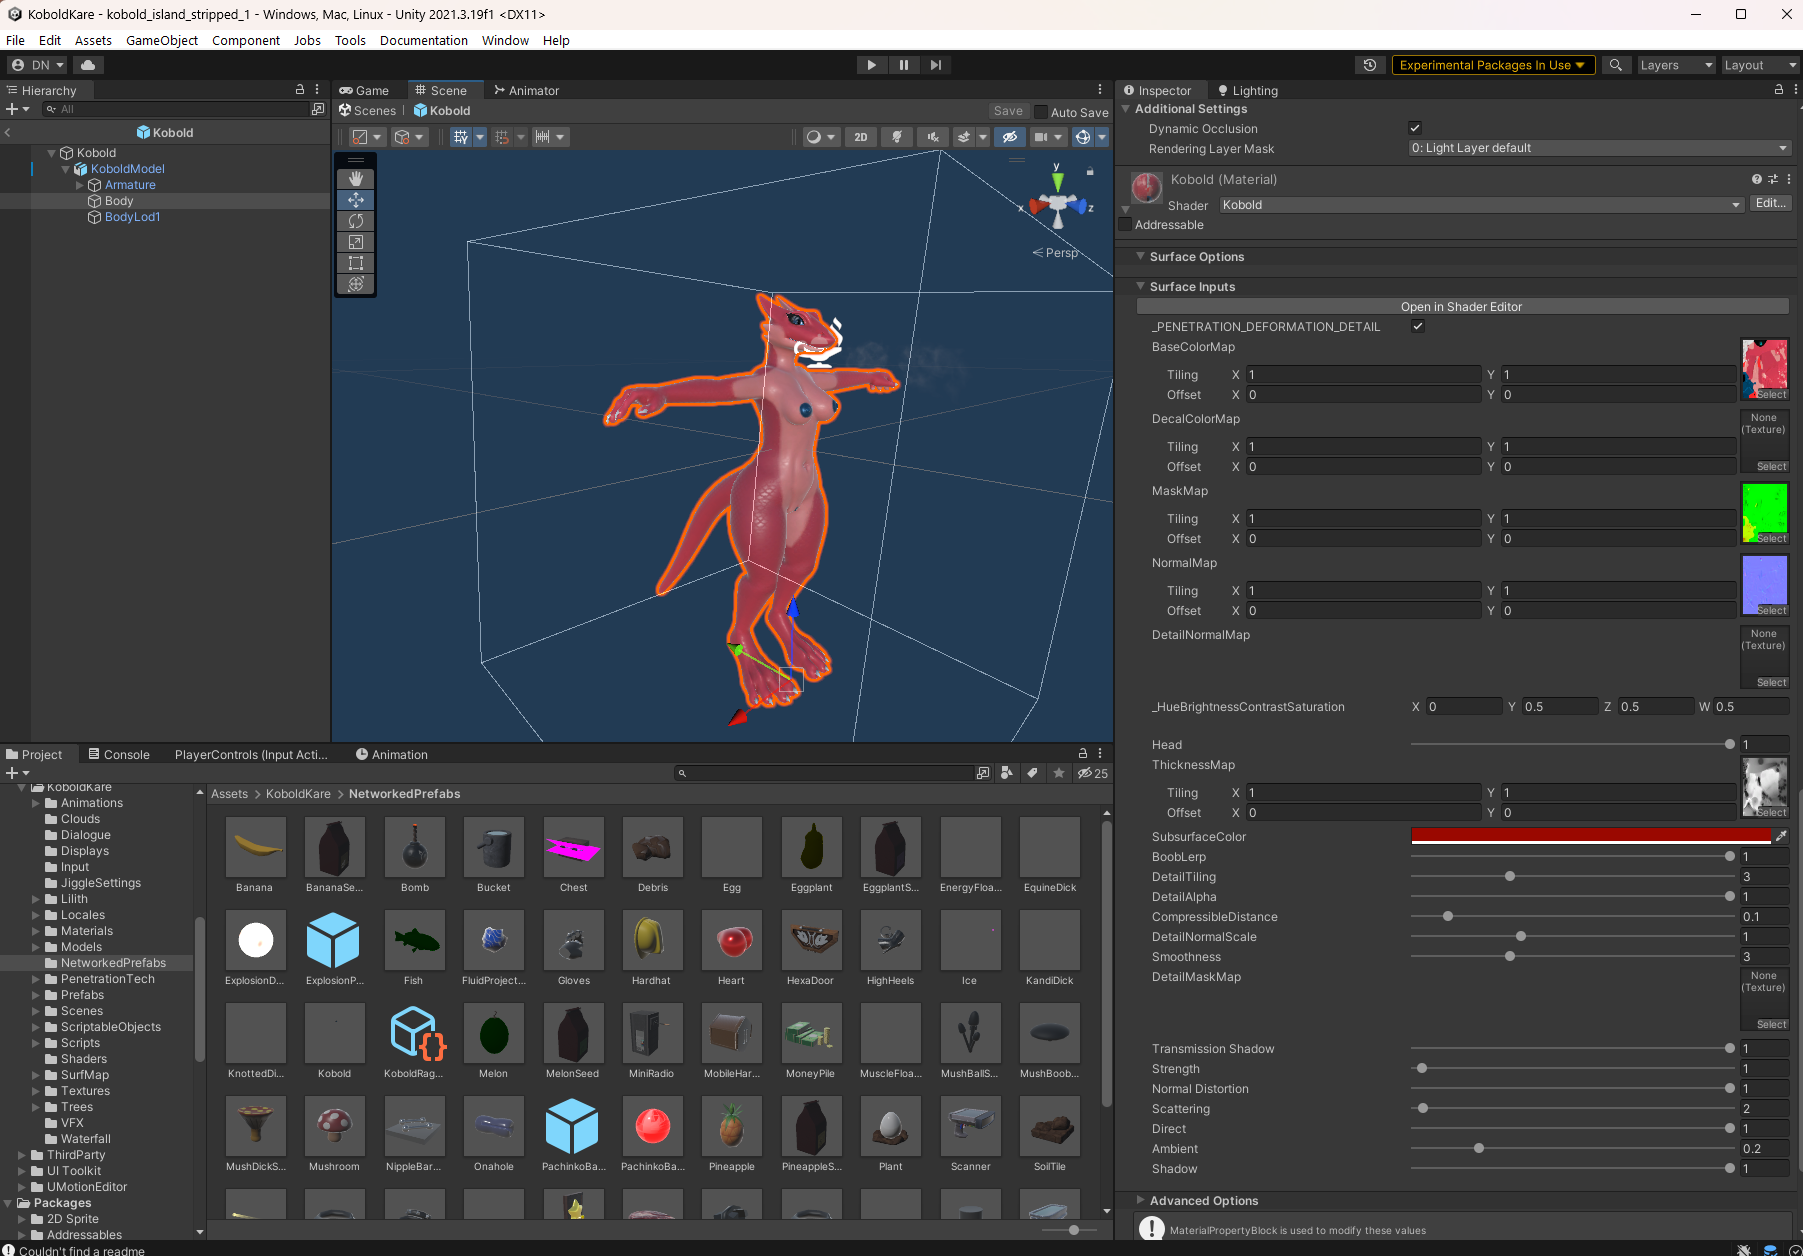 KoboldKare - kobold_island_stripped_1 - Windows, Mac, Linux - Unity 2021.3.19f1 <DX11>
File Edit Assets GameObject Component Jobs Tools Documentation Window Help
DN
Experimental Packages In Use
Layers
Layout
Hierarchy
All
Kobold
Kobold
KoboldModel
Armature
Body
BodyLod1
Game
Scene
Animator
Scenes
Kobold
Save
Auto Save
2D
y
x
z
Persp
Project
Console
PlayerControls (Input Acti...
Animation
25
KoboldKare
Animations
Clouds
Dialogue
Displays
Input
JiggleSettings
Lilith
Locales
Materials
Models
NetworkedPrefabs
PenetrationTech
Prefabs
Scenes
ScriptableObjects
Scripts
Shaders
SurfMap
Textures
Trees
VFX
Waterfall
ThirdParty
UI Toolkit
UMotionEditor
Packages
2D Sprite
Addressables
Assets > KoboldKare > NetworkedPrefabs
Banana BananaSe... Bomb Bucket Chest Debris Egg Eggplant EggplantS... EnergyFloa... EquineDick
ExplosionD... ExplosionP... Fish FluidProject... Gloves Hardhat Heart HexaDoor HighHeels Ice KandiDick
KnottedDi... Kobold KoboldRag... Melon MelonSeed MiniRadio MobileHar... MoneyPile MuscleFloa... MushBallS... MushBoob...
MushDickS... Mushroom NippleBar... Onahole PachinkoBa... PachinkoBa... Pineapple PineappleS... Plant Scanner SoilTile
Couldn't find a readme
Inspector
Lighting
Additional Settings
Dynamic Occlusion
Rendering Layer Mask 0: Light Layer default
Kobold (Material)
Shader Kobold Edit...
Addressable
Surface Options
Surface Inputs
Open in Shader Editor
_PENETRATION_DEFORMATION_DETAIL
BaseColorMap
Tiling X 1 Y 1
Offset X 0 Y 0
Select
DecalColorMap
None
(Texture)
Tiling X 1 Y 1
Offset X 0 Y 0
Select
MaskMap
Tiling X 1 Y 1
Offset X 0 Y 0
Select
NormalMap
Tiling X 1 Y 1
Offset X 0 Y 0
Select
DetailNormalMap
None
(Texture)
Select
_HueBrightnessContrastSaturation X 0 Y 0.5 Z 0.5 W 0.5
Head 1
ThicknessMap
Tiling X 1 Y 1
Offset X 0 Y 0
Select
SubsurfaceColor
BoobLerp 1
DetailTiling 3
DetailAlpha 1
CompressibleDistance 0.1
DetailNormalScale 1
Smoothness 3
DetailMaskMap
None
(Texture)
Select
Transmission Shadow 1
Strength 1
Normal Distortion 1
Scattering 2
Direct 1
Ambient 0.2
Shadow 1
Advanced Options
MaterialPropertyBlock is used to modify these values